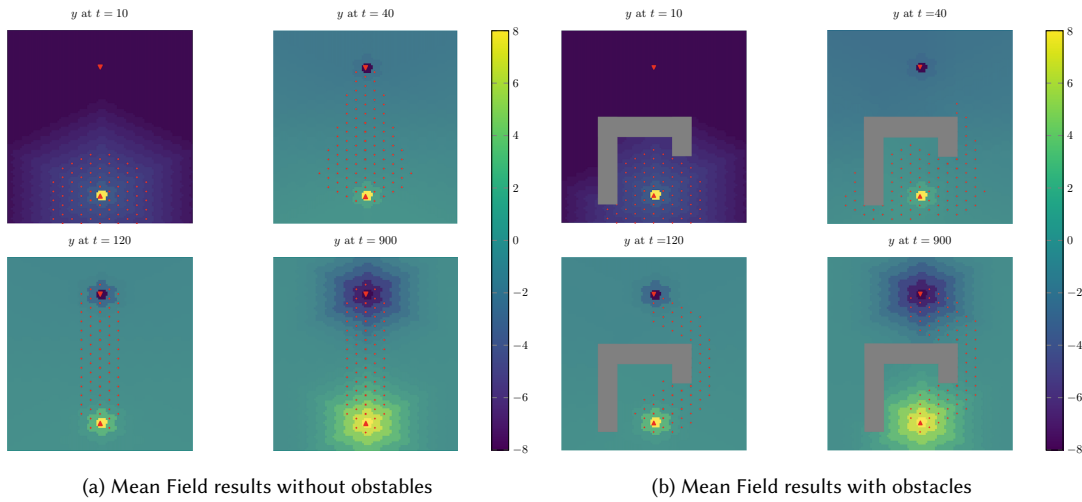 y at t = 10
y at t = 40
8
6
4
2
0
−2
−4
−6
−8
y at t = 120
y at t = 900
(a) Mean Field results without obstables
y at t = 10
y at t =40
8
6
4
2
0
−2
−4
−6
−8
y at t =120
y at t = 900
(b) Mean Field results with obstacles